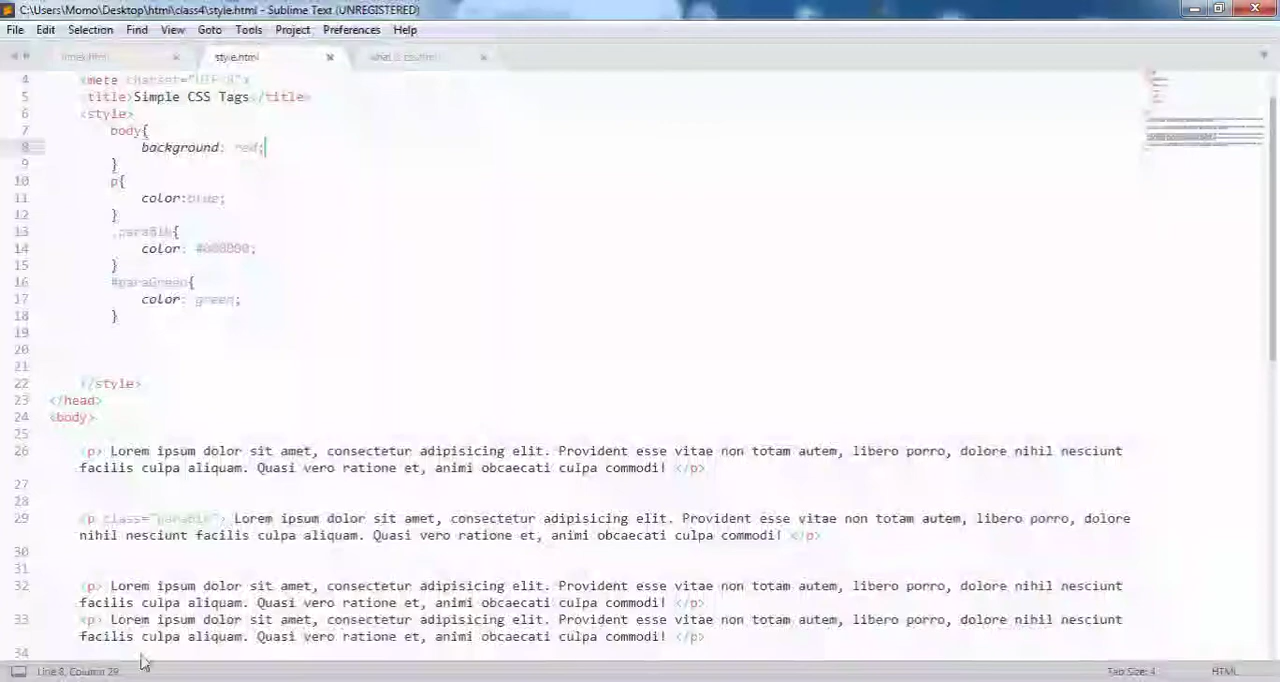 C:\Users\Momo\Desktop\html\class4\style.html - Sublime Text (UNREGISTERED)
File Edit Selection Find View Goto Tools Project Preferences Help
index.html style.html
4 <meta charset="UTF-8">
5 <title>Simple CSS Tags</title>
6 <style>
7 body{
8 background: red;
9 }
10 p{
11 color:blue;
12 }
13
14 color:
15 }
16 #paraGreen{
17 color: green;
18 }
19
20
21
22 </style>
23 </head>
24 <body>
25
26 <p> Lorem ipsum dolor sit amet, consectetur adipisicing elit. Provident esse vitae non totam autem, libero porro, dolore nihil nesciunt
facilis culpa aliquam. Quasi vero ratione et, animi obcaecati culpa commodi! </p>
27
28
29 <p class= > Lorem ipsum dolor sit amet, consectetur adipisicing elit. Provident esse vitae non totam autem, libero porro, dolore
nihil nesciunt facilis culpa aliquam. Quasi vero ratione et, animi obcaecati culpa commodi! </p>
30
31
32 <p> Lorem ipsum dolor sit amet, consectetur adipisicing elit. Provident esse vitae non totam autem, libero porro, dolore nihil nesciunt
facilis culpa aliquam. Quasi vero ratione et, animi obcaecati culpa commodi! </p>
33 <p> Lorem ipsum dolor sit amet, consectetur adipisicing elit. Provident esse vitae non totam autem, libero porro, dolore nihil nesciunt
facilis culpa aliquam. Quasi vero ratione et, animi obcaecati culpa commodi! </p>
34
Line 8, Column 29 Tab Size: 4 HTML